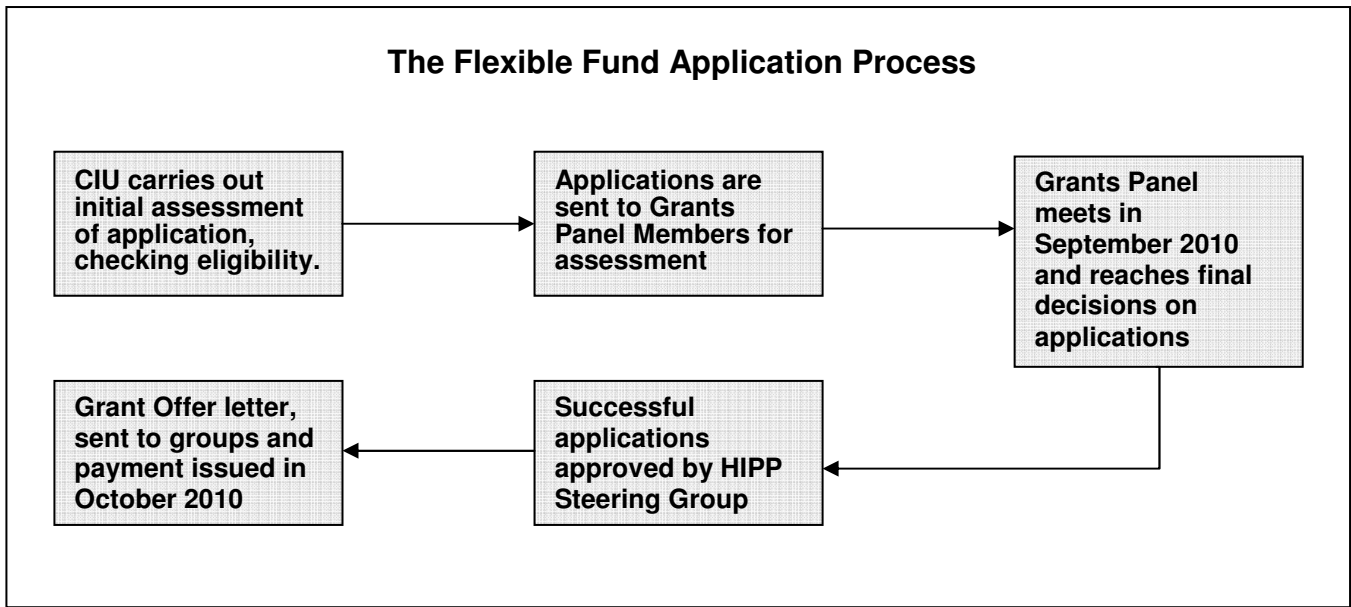 The Flexible Fund Application Process
CIU carries out
initial assessment
of application,
checking eligibility.
Applications are
sent to Grants
Panel Members for
assessment
Grants Panel
meets in
September 2010
and reaches final
decisions on
applications
Successful
applications
approved by HIPP
Steering Group
Grant Offer letter,
sent to groups and
payment issued in
October 2010